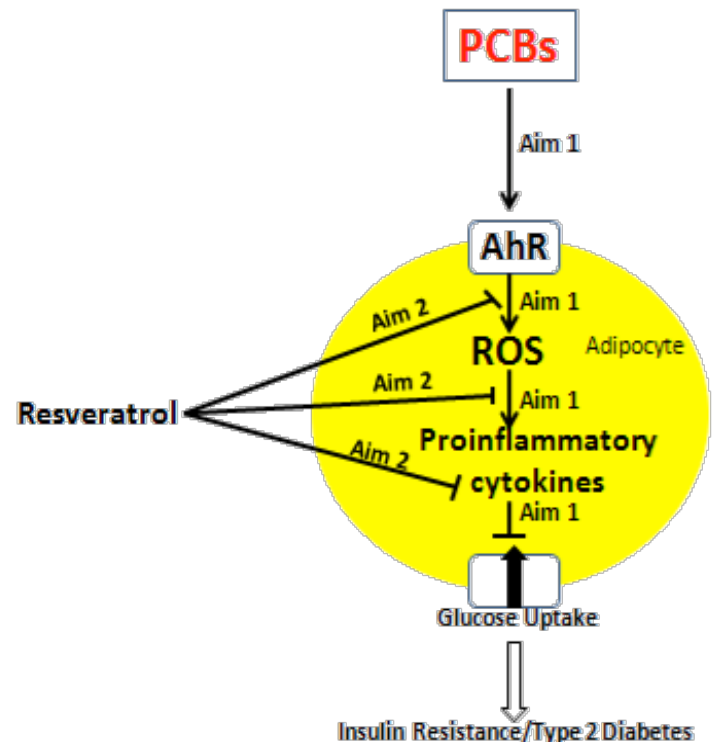 PCBs
Aim 1
AhR
Aim 2
Aim 1
ROS
Adipocyte
Aim 2
Aim 1
Resveratrol
Proinflammatory
Aim 2
cytokines
Aim 1
Glucose Uptake
Insulin Resistance/Type 2 Diabetes